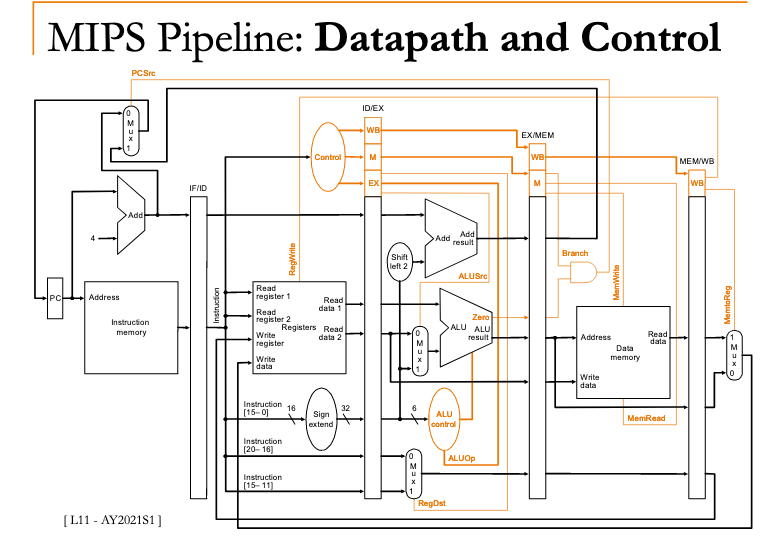 MIPS Pipeline: Datapath and Control
PCSrc
ID/EX
0
M
u
x
1
WB
EX/MEM
Control
M
WB
MEM/WB
EX
M
WB
IF/ID
Add
4
Add
Add
result
Shift
left 2
Branch
RegWrite
ALUSrc
MemWrite
MemtoReg
PC
Address
Instruction
memory
Instruction
Read
register 1
Read
register 2
Registers
Write
register
Write
data
Read
data 1
Read
data 2
0
M
u
x
1
Zero
ALU
ALU
result
Address
Read
data
Data
memory
Write
data
1
M
u
x
0
MemRead
Instruction
[15– 0]
16
Sign
extend
32
6
ALU
control
Instruction
[20– 16]
ALUOp
Instruction
[15– 11]
0
M
u
x
1
RegDst
[ L11 - AY2021S1 ]